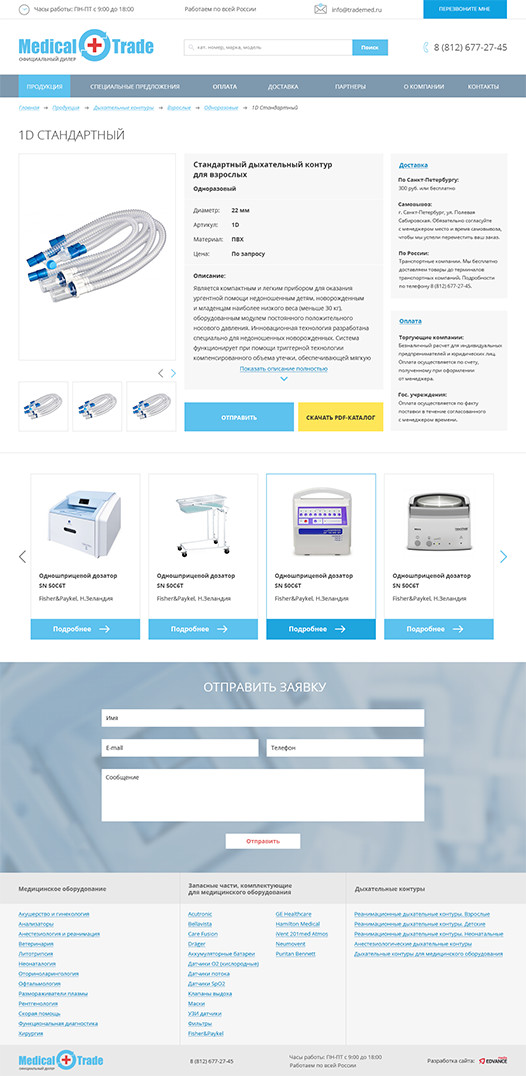 Часы работы: ПН-ПТ с 9:00 до 18:00
Работаем по всей России
info@trademed.ru
ПЕРЕЗВОНИТЕ МНЕ
Medical Trade
ОФИЦИАЛЬНЫЙ ДИЛЕР
кат. номер, марка, модель
Поиск
8 (812) 677-27-45
ПРОДУКЦИЯ
СПЕЦИАЛЬНЫЕ ПРЕДЛОЖЕНИЯ
ОПЛАТА
ДОСТАВКА
ПАРТНЕРЫ
О КОМПАНИИ
КОНТАКТЫ
Главная → Продукция → Дыхательные контуры → Взрослые → Одноразовые → 1D Стандартный
1D СТАНДАРТНЫЙ
Стандартный дыхательный контур
для взрослых
Одноразовый
Диаметр: 22 мм
Артикул: 1D
Материал: ПВХ
Цена: По запросу
Описание:
Является компактным и легким прибором для оказания
ургентной помощи недоношенным детям, новорожденным
и младенцам наиболее низкого веса (меньше 30 кг),
оборудованным модулем постоянного положительного
носового давления. Инновационная технология разработана
специально для недоношенных новорожденных. Система
функционирует при помощи триггерной технологии
компенсированного объема утечки, обеспечивающей мягкую
Показать описание полностью
ОТПРАВИТЬ
СКАЧАТЬ PDF-КАТАЛОГ
Доставка
По Санкт-Петербургу:
300 руб. или бесплатно
Самовывоз:
г. Санкт-Петербург, ул. Полевая
Сабировская. Обязательно согласуйте
с менеджером место и время самовывоза,
чтобы мы успели переместить ваш заказ.
По России:
Транспортные компании. Мы бесплатно
доставляем товары до терминалов
транспортных компаний. Подробности
по телефону 8 (812) 677-27-45.
Оплата
Торгующие компании:
Безналичный расчет для индивидуальных
предпринимателей и юридических лиц.
Оплата осуществляется по счету,
полученному при оформлении
от менеджера.
Гос. учреждения:
Оплата осуществляется по факту
поставки в течение согласованного
с менеджером времени.
Одношприцевой дозатор
SN 50C6T
Fisher&Paykel, Н.Зеландия
Подробнее
Одношприцевой дозатор
SN 50C6T
Fisher&Paykel, Н.Зеландия
Подробнее
Одношприцевой дозатор
SN 50C6T
Fisher&Paykel, Н.Зеландия
Подробнее
Одношприцевой дозатор
SN 50C6T
Fisher&Paykel, Н.Зеландия
Подробнее
ОТПРАВИТЬ ЗАЯВКУ
Имя
E-mail
Телефон
Сообщение
Отправить
Медицинское оборудование
Акушерство и гинекология
Анализаторы
Анестезиология и реанимация
Ветеринария
Литотрипсия
Неонатология
Оториноларингология
Офтальмология
Размораживатели плазмы
Рентгенология
Скорая помощь
Функциональная диагностика
Хирургия
Запасные части, комплектующие
для медицинского оборудования
Acutronic
Bellavista
Care Fusion
Dräger
Аккумуляторные батареи
Датчики O2 (кислородные)
Датчики потока
Датчики SpO2
Клапаны выдоха
Маски
УЗИ датчики
Фильтры
Fisher&Paykel
GE Healthcare
Hamilton Medical
iVent 201med Atmos
Neumovent
Puritan Bennett
Дыхательные контуры
Реанимационные дыхательные контуры. Взрослые
Реанимационные дыхательные контуры. Детские
Реанимационные дыхательные контуры. Неонатальные
Анестезиологические дыхательные контуры
Дыхательные контуры для медицинского оборудования
Medical Trade
ОФИЦИАЛЬНЫЙ ДИЛЕР
8 (812) 677-27-45
Часы работы: ПН-ПТ с 9:00 до 18:00
Работаем по всей России
Разработка сайта:
EDVANCE